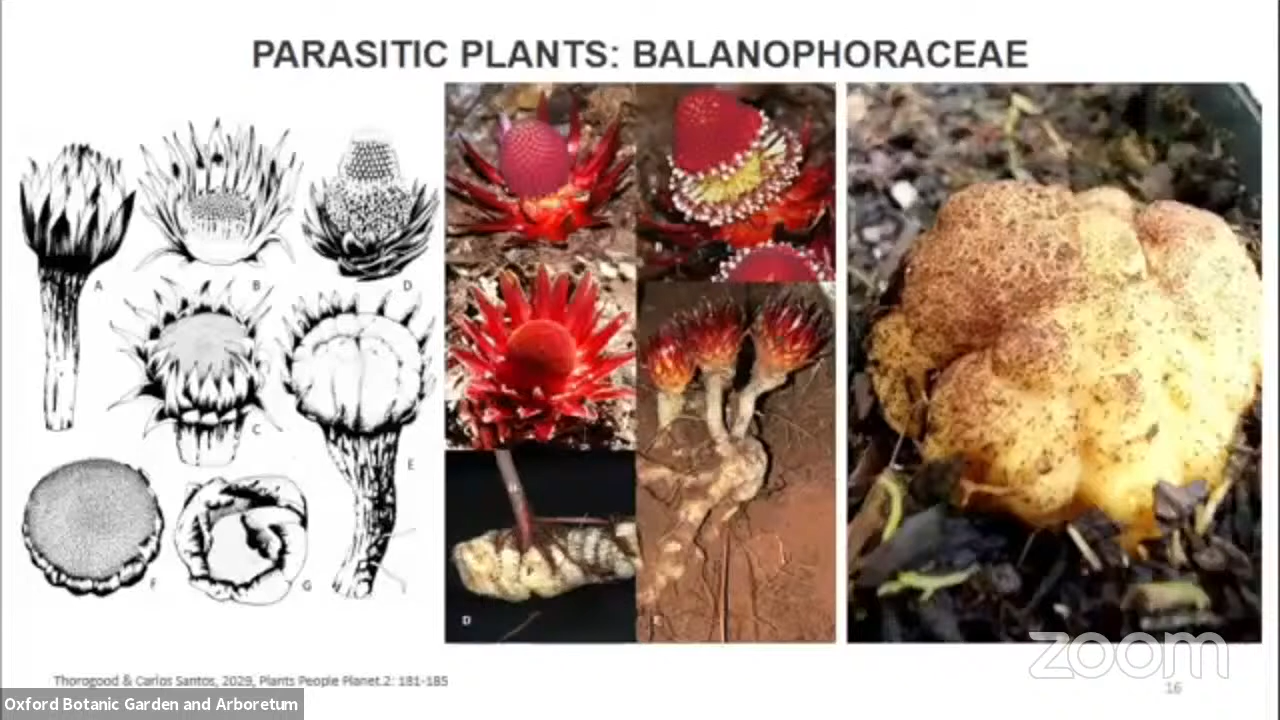 PARASITIC PLANTS: BALANOPHORACEAE
A
B
D
C
E
F
G
D
E
zoom
Thorogood & Carlos Santos, 2029, Plants People Planet.2: 181-185
16
Oxford Botanic Garden and Arboretum